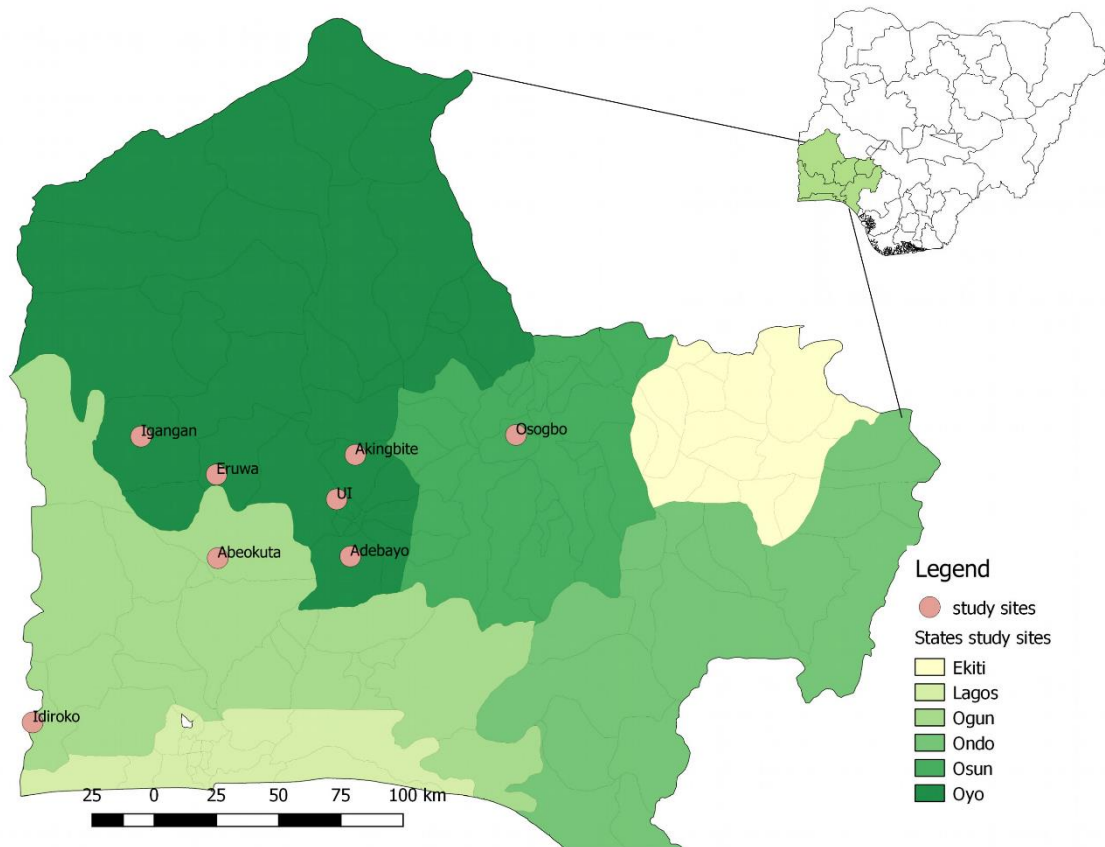 Igangan
Osogbo
Akingbite
Eruwa
UI
Abeokuta
Adebayo
Idiroko
Legend
study sites
States study sites
Ekiti
Lagos
Ogun
Ondo
Osun
Oyo
25 0 25 50 75 100 km